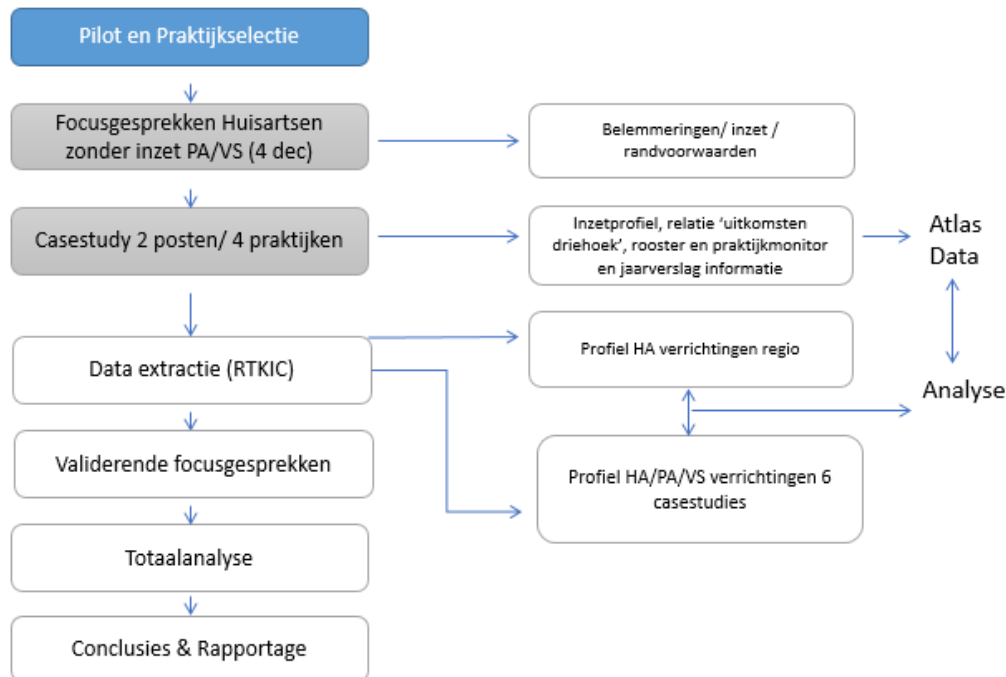 Pilot en Praktijkselectie
Focusgesprekken Huisartsen
zonder inzet PA/VS (4 dec)
Belemmeringen/ inzet /
randvoorwaarden
Casestudy 2 posten/ 4 praktijken
Inzetprofiel, relatie ‘uitkomsten
driehoek’, rooster en praktijkmonitor
en jaarverslag informatie
Atlas
Data
Data extractie (RTKIC)
Profiel HA verrichtingen regio
Analyse
Validerende focusgesprekken
Profiel HA/PA/VS verrichtingen 6
casestudies
Totaalanalyse
Conclusies & Rapportage